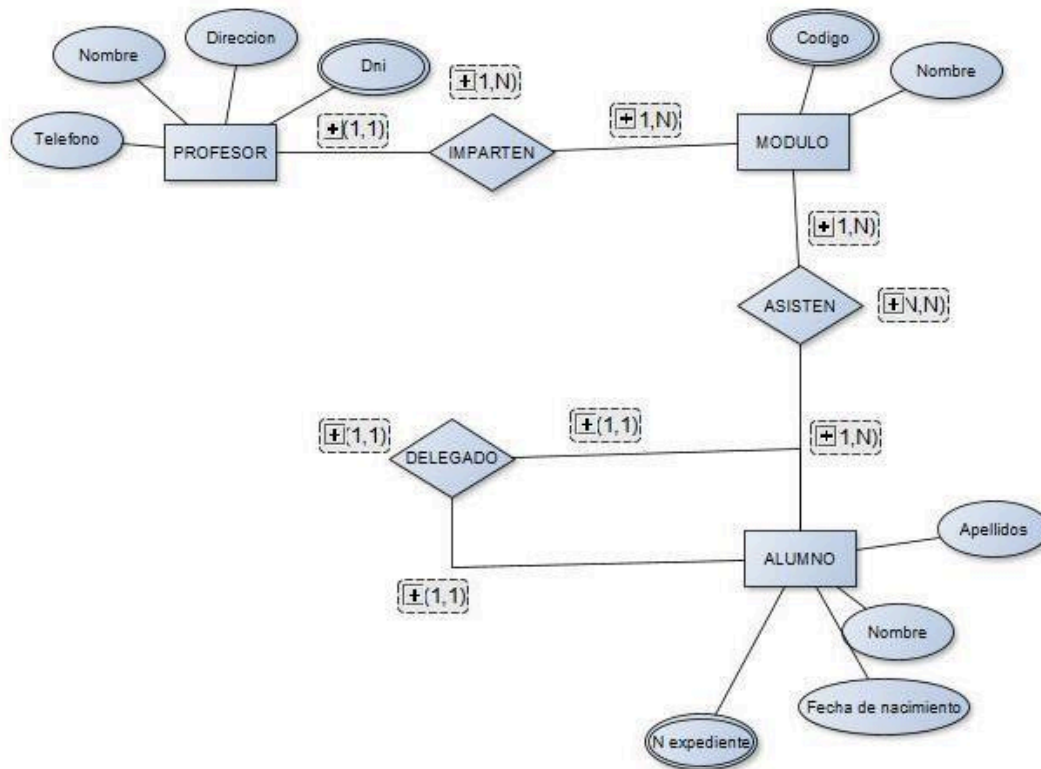 Direccion
Codigo
Nombre
Dni
Nombre
(1,N)
Telefono
(1,1)
1,N)
PROFESOR
IMPARTEN
MODULO
1,N)
ASISTEN
N,N)
(1,1)
(1,1)
1,N)
DELEGADO
Apellidos
ALUMNO
(1,1)
Nombre
Fecha de nacimiento
N expediente